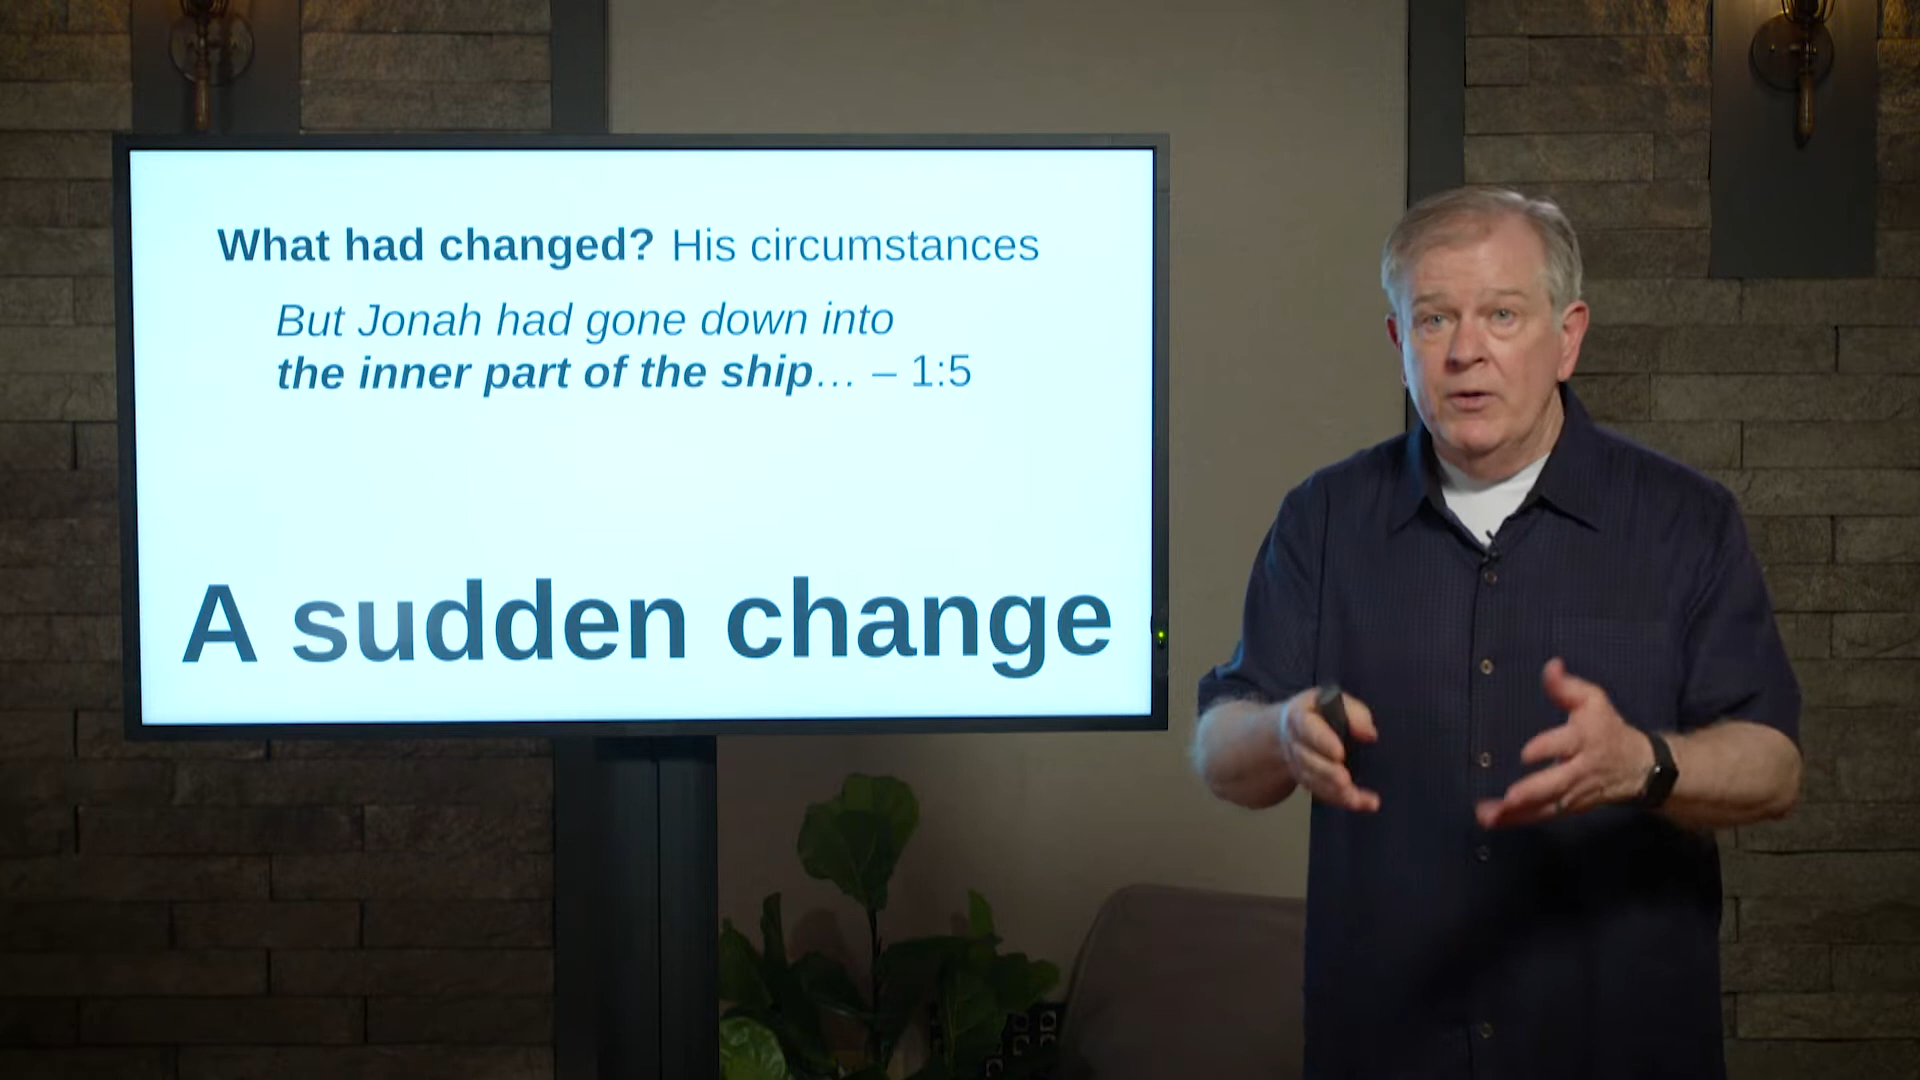 What had changed? His circumstances
But Jonah had gone down into
the inner part of the ship… – 1:5
A sudden change